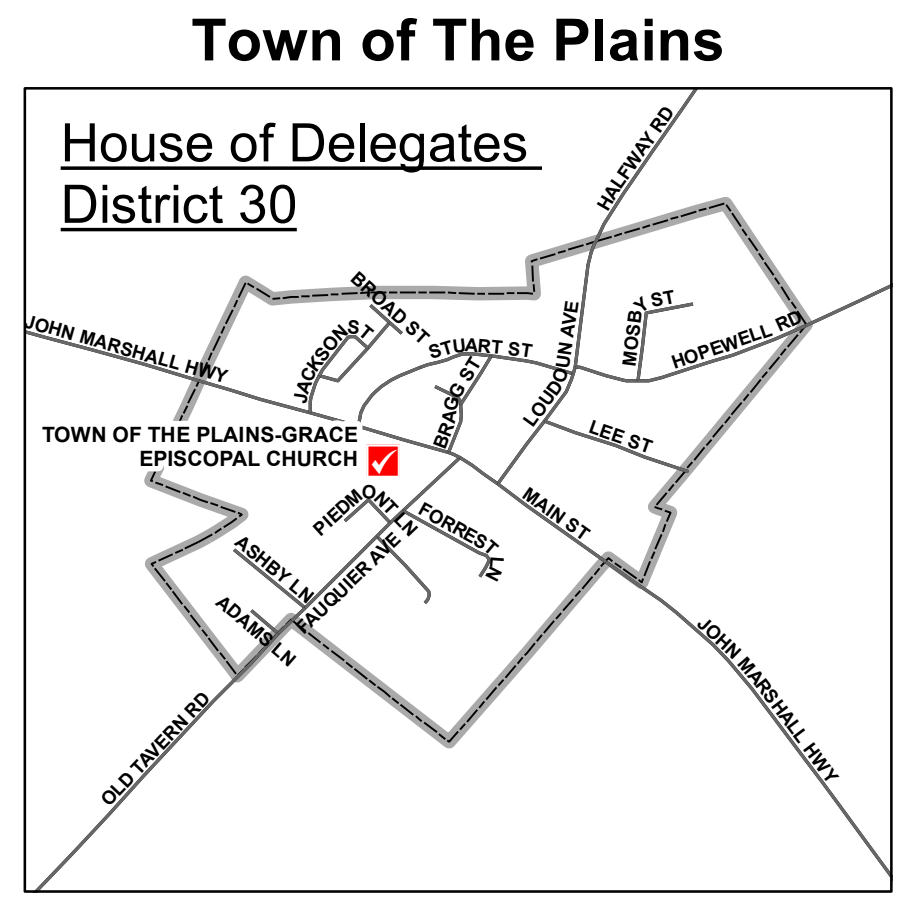 Town of The Plains
House of Delegates
District 30
HALFWAY RD
BROAD ST
JACKSON ST
JOHN MARSHALL HWY
STUART ST
LOUDOUN AVE
MOSBY ST
HOPEWELL RD
BRAGG ST
LEE ST
TOWN OF THE PLAINS-GRACE
EPISCOPAL CHURCH
MAIN ST
PIEDMONT LN
FORREST LN
ASHBY LN
FAUQUIER AVE
ADAMS LN
OLD TAVERN RD
JOHN MARSHALL HWY